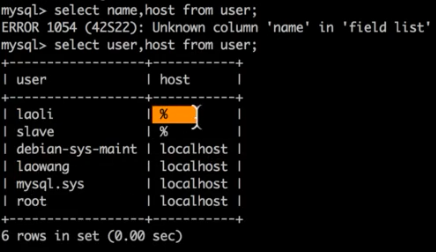 mysql> select name,host from user;
ERROR 1054 (42S22): Unknown column 'name' in 'field list'
mysql> select user,host from user;
+------------------+-----------+
| user             | host      |
+------------------+-----------+
| laoli            | %         |
| slave            | %         |
| debian-sys-maint | localhost |
| laowang          | localhost |
| mysql.sys        | localhost |
| root             | localhost |
+------------------+-----------+
6 rows in set (0.00 sec)